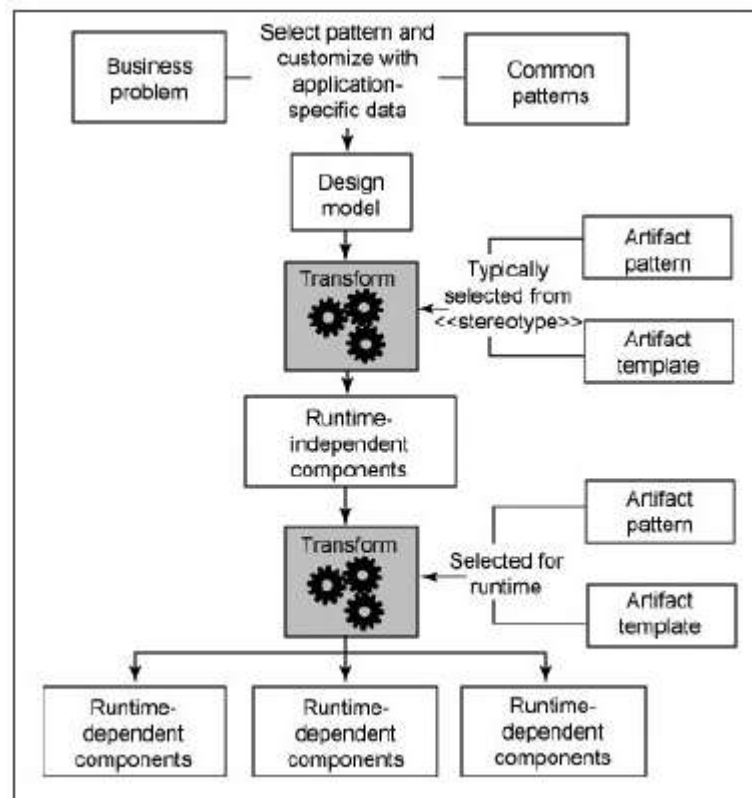 Business
problem
Select pattern and
customize with
application-
specific data
Common
patterns
Design
model
Transform
Typically
selected from
<<stereotype>>
Artifact
pattern
Artifact
template
Runtime-
independent
components
Transform
Selected for
runtime
Artifact
pattern
Artifact
template
Runtime-
dependent
components
Runtime-
dependent
components
Runtime-
dependent
components